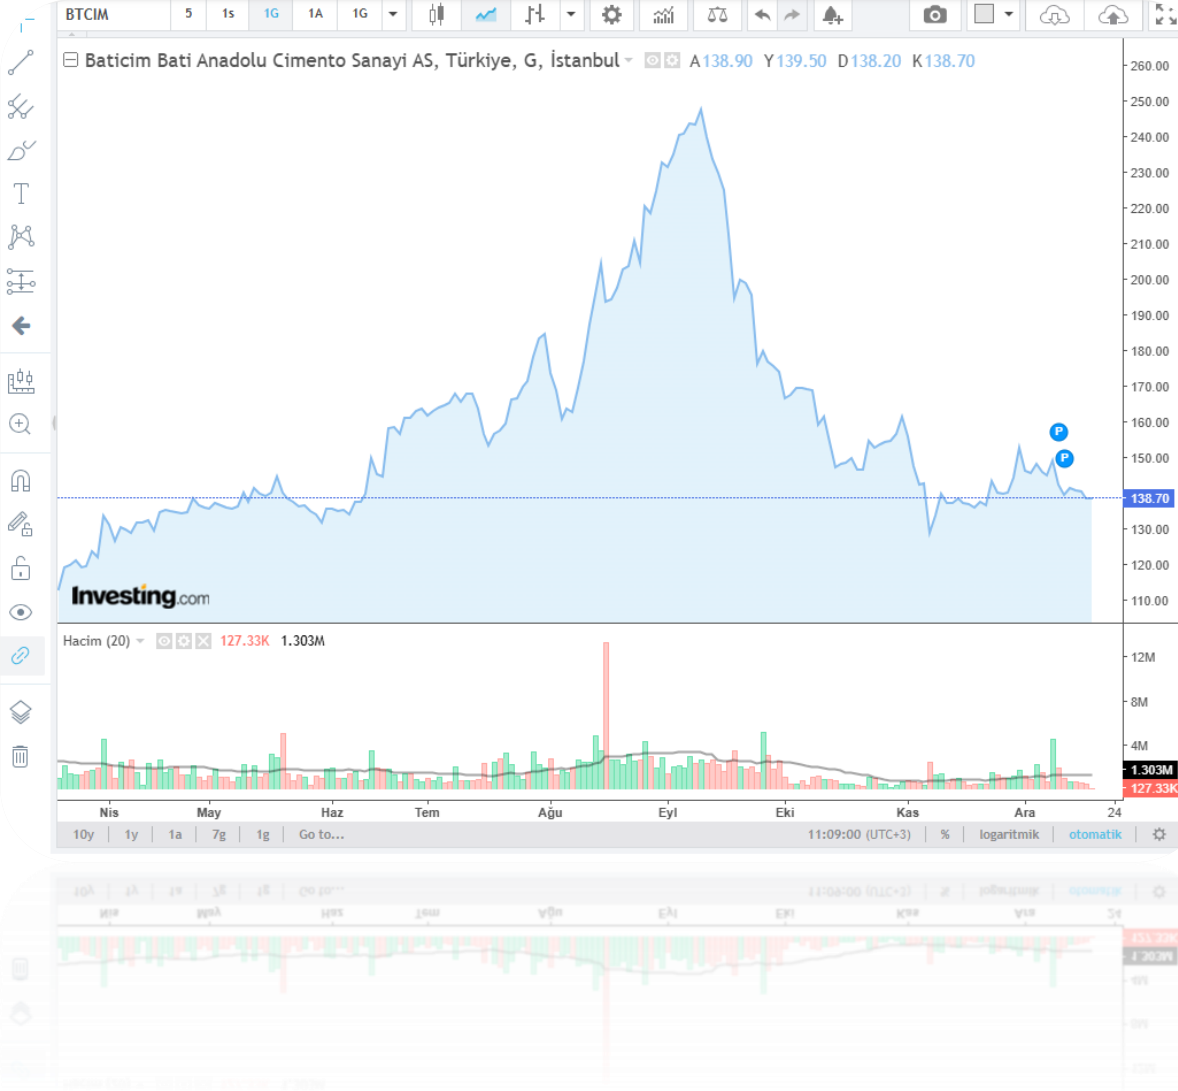 BTCIM 5 1s 1G 1A 1G
Baticim Bati Anadolu Cimento Sanayi AS, Türkiye, G, İstanbul A138.90 Y139.50 D138.20 K138.70
260.00
250.00
240.00
230.00
220.00
210.00
200.00
190.00
180.00
170.00
160.00
P
P
150.00
138.70
130.00
120.00
110.00
Investing.com
Hacim (20) 127.33K 1.303M
12M
8M
4M
1.303M
127.33K
Nis May Haz Tem Ağu Eyl Eki Kas Ara 24
10y 1y 1a 7g 1g Go to... 11:09:00 (UTC+3) % logaritmik otomatik